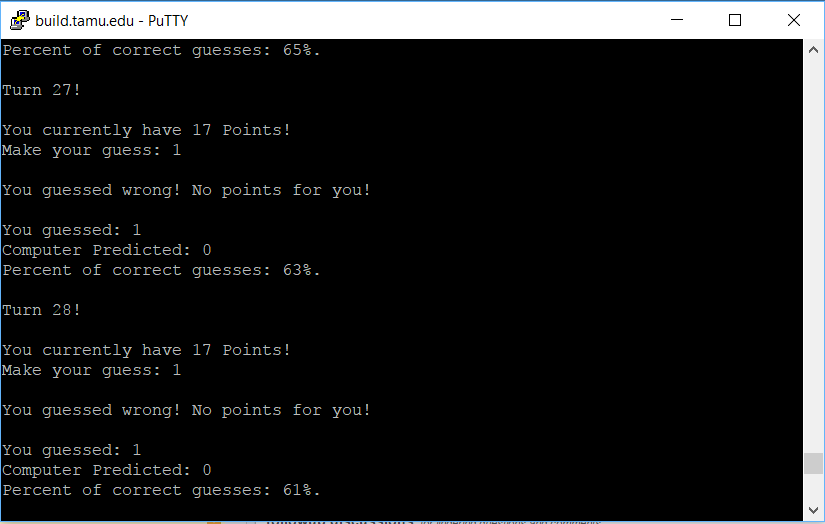 build.tamu.edu - PuTTY
Percent of correct guesses: 65%.
Turn 27!
You currently have 17 Points!
Make your guess: 1
You guessed wrong! No points for you!
You guessed: 1
Computer Predicted: 0
Percent of correct guesses: 63%.
Turn 28!
You currently have 17 Points!
Make your guess: 1
You guessed wrong! No points for you!
You guessed: 1
Computer Predicted: 0
Percent of correct guesses: 61%.